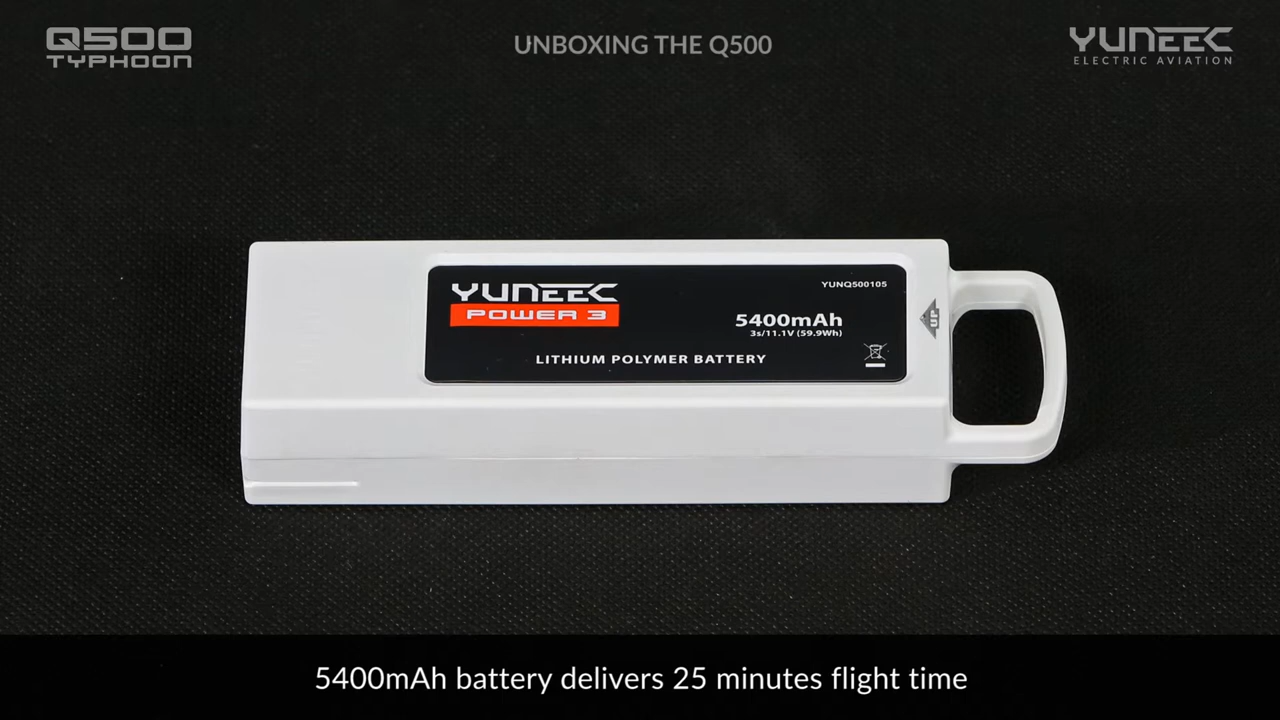 Q500
TYPHOON
UNBOXING THE Q500
YUNEEC
ELECTRIC AVIATION
YUNEEC
POWER 3
YUNQ500105
5400mAh
3s/11.1V (59.9Wh)
LITHIUM POLYMER BATTERY
UP
5400mAh battery delivers 25 minutes flight time